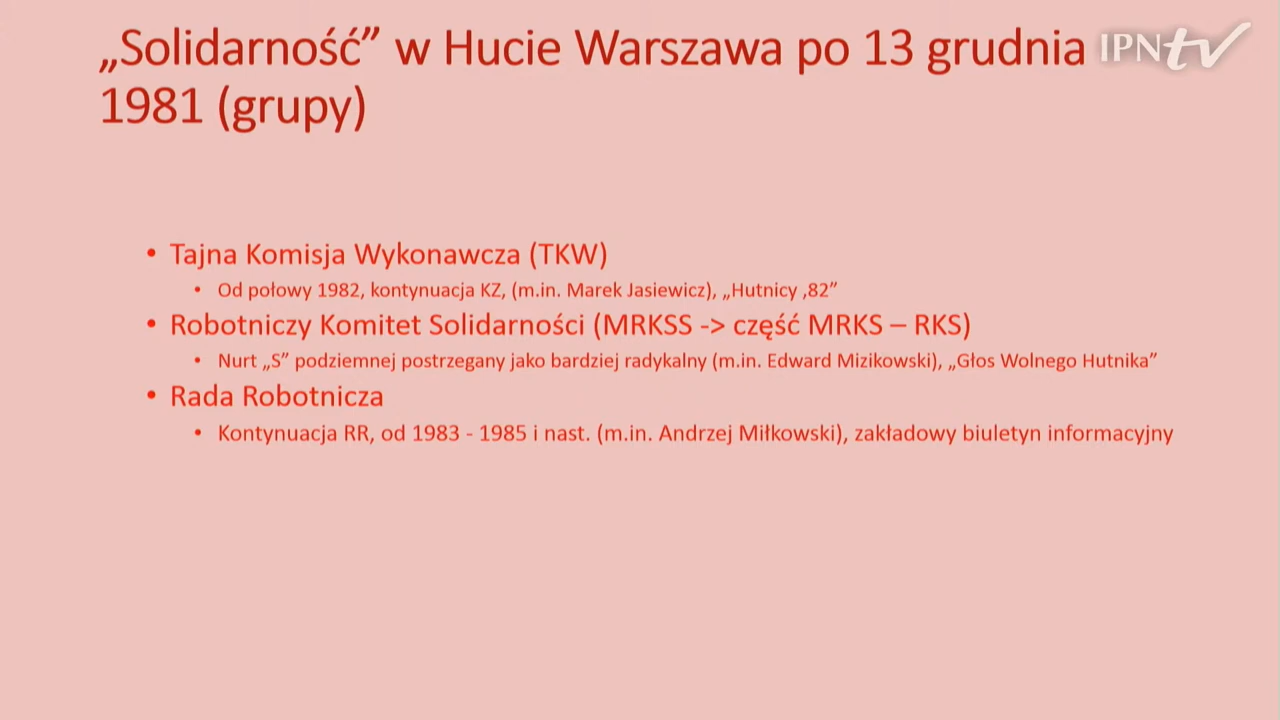 „Solidarność” w Hucie Warszawa po 13 grudnia
1981 (grupy)
IPNtv
• Tajna Komisja Wykonawcza (TKW)
• Od połowy 1982, kontynuacja KZ, (m.in. Marek Jasiewicz), „Hutnicy ‚82”
• Robotniczy Komitet Solidarności (MRKSS -> część MRKS – RKS)
• Nurt „S” podziemnej postrzegany jako bardziej radykalny (m.in. Edward Mizikowski), „Głos Wolnego Hutnika”
• Rada Robotnicza
• Kontynuacja RR, od 1983 - 1985 i nast. (m.in. Andrzej Miłkowski), zakładowy biuletyn informacyjny